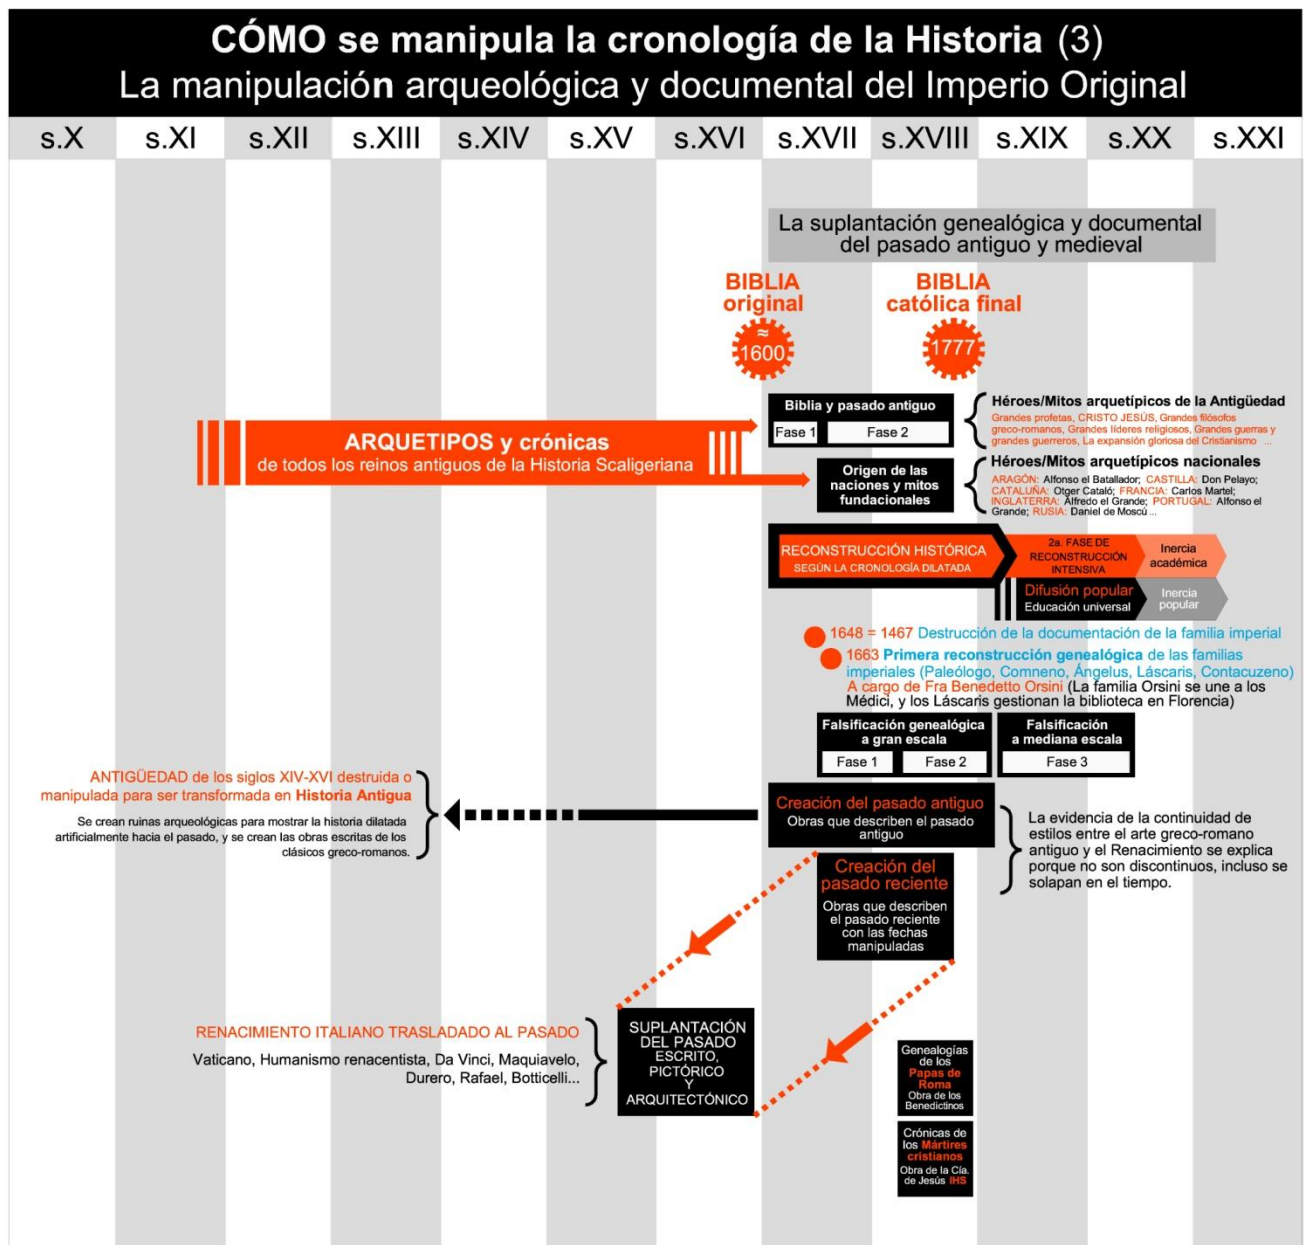 CÓMO se manipula la cronología de la Historia (3)
La manipulación arqueológica y documental del Imperio Original
s.X s.XI s.XII s.XIII s.XIV s.XV s.XVI s.XVII s.XVIII s.XIX s.XX s.XXI
La suplantación genealógica y documental
del pasado antiguo y medieval
BIBLIA
original
≈
1600
BIBLIA
católica final
1777
ARQUETIPOS y crónicas
de todos los reinos antiguos de la Historia Scaligeriana
Biblia y pasado antiguo
Fase 1 Fase 2
Héroes/Mitos arquetípicos de la Antigüedad
Grandes profetas, CRISTO JESÚS, Grandes filósofos
greco-romanos, Grandes líderes religiosos, Grandes guerras y
grandes guerreros, La expansión gloriosa del Cristianismo ...
Origen de las
naciones y mitos
fundacionales
Héroes/Mitos arquetípicos nacionales
ARAGÓN: Alfonso el Batallador; CASTILLA: Don Pelayo;
CATALUÑA: Otger Cataló; FRANCIA: Carlos Martel;
INGLATERRA: Alfredo el Grande; PORTUGAL: Alfonso el
Grande; RUSIA: Daniel de Moscú ...
RECONSTRUCCIÓN HISTÓRICA
SEGÚN LA CRONOLOGÍA DILATADA
2a. FASE DE
RECONSTRUCCIÓN
INTENSIVA
Inercia
académica
Difusión popular
Educación universal
Inercia
popular
1648 = 1467 Destrucción de la documentación de la familia imperial
1663 Primera reconstrucción genealógica de las familias
imperiales (Paleólogo, Comneno, Ángelus, Láscaris, Contacuzeno)
A cargo de Fra Benedetto Orsini (La familia Orsini se une a los
Médici, y los Láscaris gestionan la biblioteca en Florencia)
Falsificación genealógica
a gran escala
Fase 1 Fase 2
Falsificación
a mediana escala
Fase 3
ANTIGÜEDAD de los siglos XIV-XVI destruida o
manipulada para ser transformada en Historia Antigua
Se crean ruinas arqueológicas para mostrar la historia dilatada
artificialmente hacia el pasado, y se crean las obras escritas de los
clásicos greco-romanos.
Creación del pasado antiguo
Obras que describen el pasado
antiguo
La evidencia de la continuidad de
estilos entre el arte greco-romano
antiguo y el Renacimiento se explica
porque no son discontinuos, incluso se
solapan en el tiempo.
Creación del
pasado reciente
Obras que describen
el pasado reciente
con las fechas
manipuladas
RENACIMIENTO ITALIANO TRASLADADO AL PASADO
Vaticano, Humanismo renacentista, Da Vinci, Maquiavelo,
Durero, Rafael, Botticelli...
SUPLANTACIÓN
DEL PASADO
ESCRITO,
PICTÓRICO
Y
ARQUITECTÓNICO
Genealogías
de los
Papas de
Roma
Obra de los
Benedictinos
Crónicas de
los Mártires
cristianos
Obra de la Cía.
de Jesús IHS